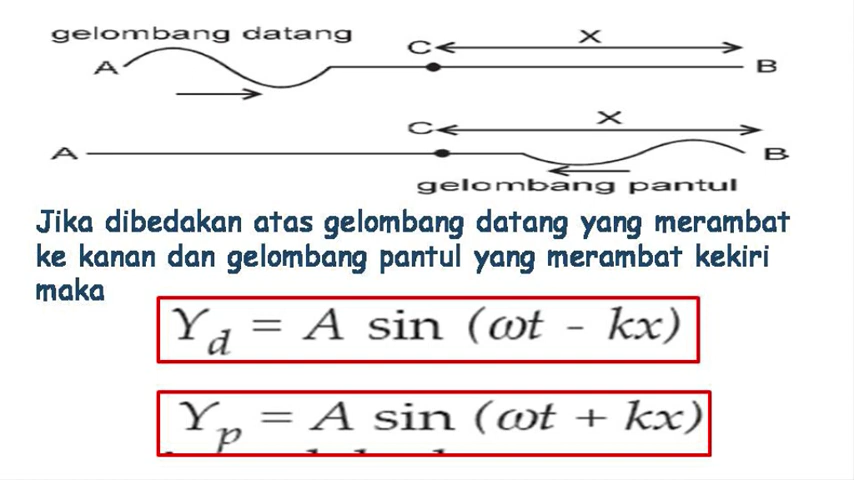 gelombang datang
A C x B
A C x B
gelombang pantul
Jika dibedakan atas gelombang datang yang merambat
ke kanan dan gelombang pantul yang merambat kekiri
maka
Y_d = A sin (ωt - kx)
Y_p = A sin (ωt + kx)